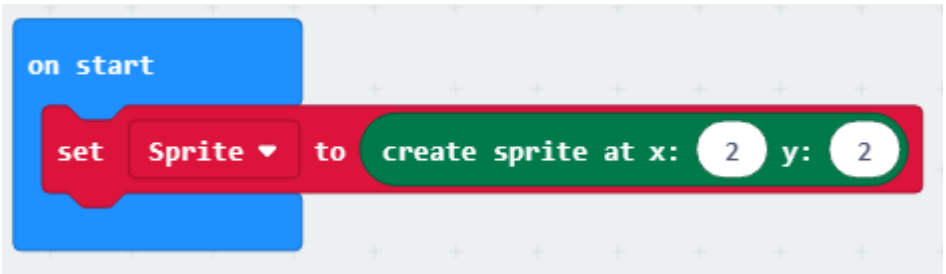 on start
set Sprite to create sprite at x: 2 y: 2